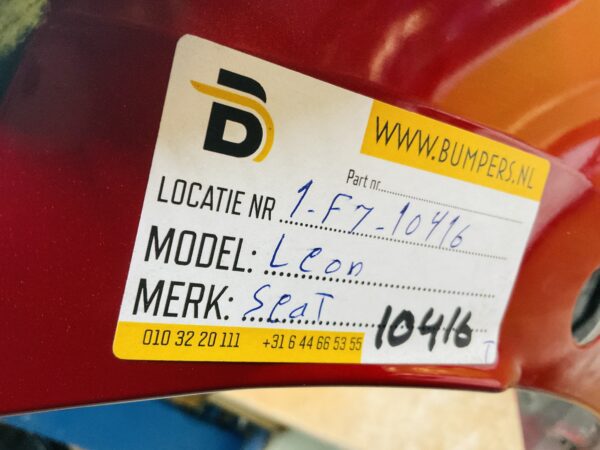 B
WWW.BUMPERS.NL
Part nr.
LOCATIE NR 1-F7-10416
MODEL: Leon
MERK: SeaT
10416
T
010 32 20 111 +31 6 44 66 53 55